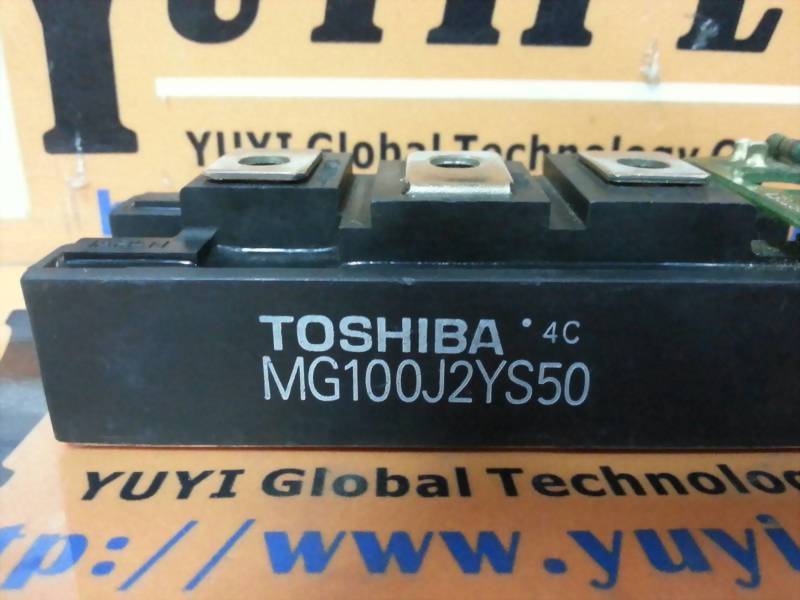 YUYI Global Technology
TOSHIBA 4C
MG100J2YS50
YUYI Global Technolo
tp://www.yuyi